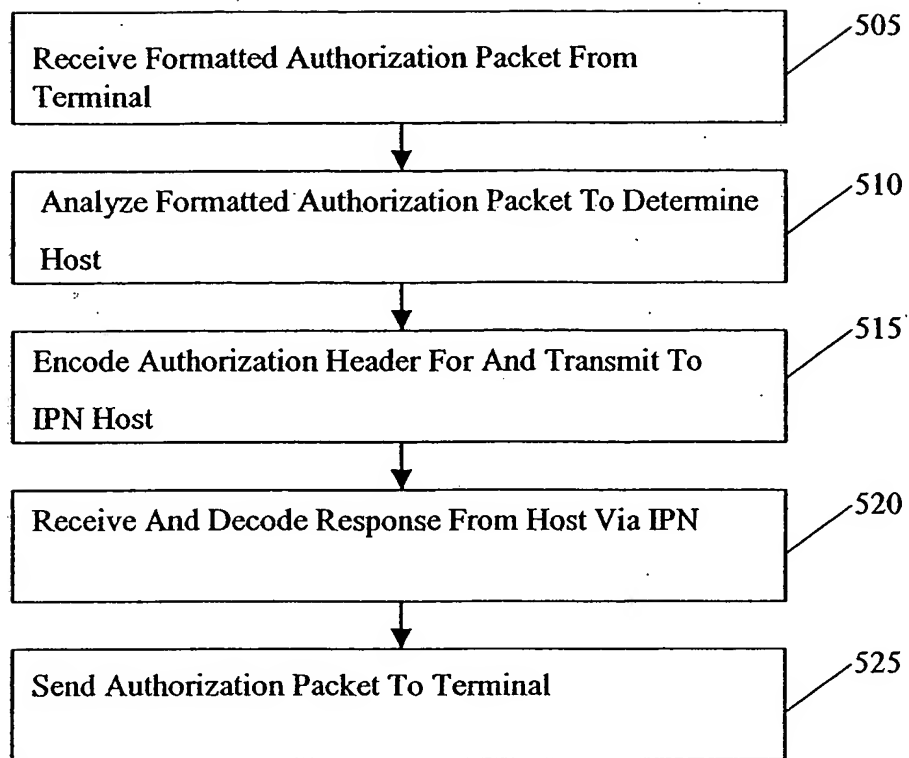 505
Receive Formatted Authorization Packet From
Terminal
510
Analyze Formatted Authorization Packet To Determine
Host
515
Encode Authorization Header For And Transmit To
IPN Host
520
Receive And Decode Response From Host Via IPN
525
Send Authorization Packet To Terminal